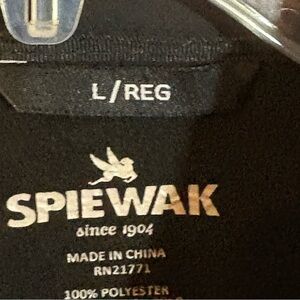 L/REG
SPIEWAK
since 1904
MADE IN CHINA
RN21771
100% POLYESTER